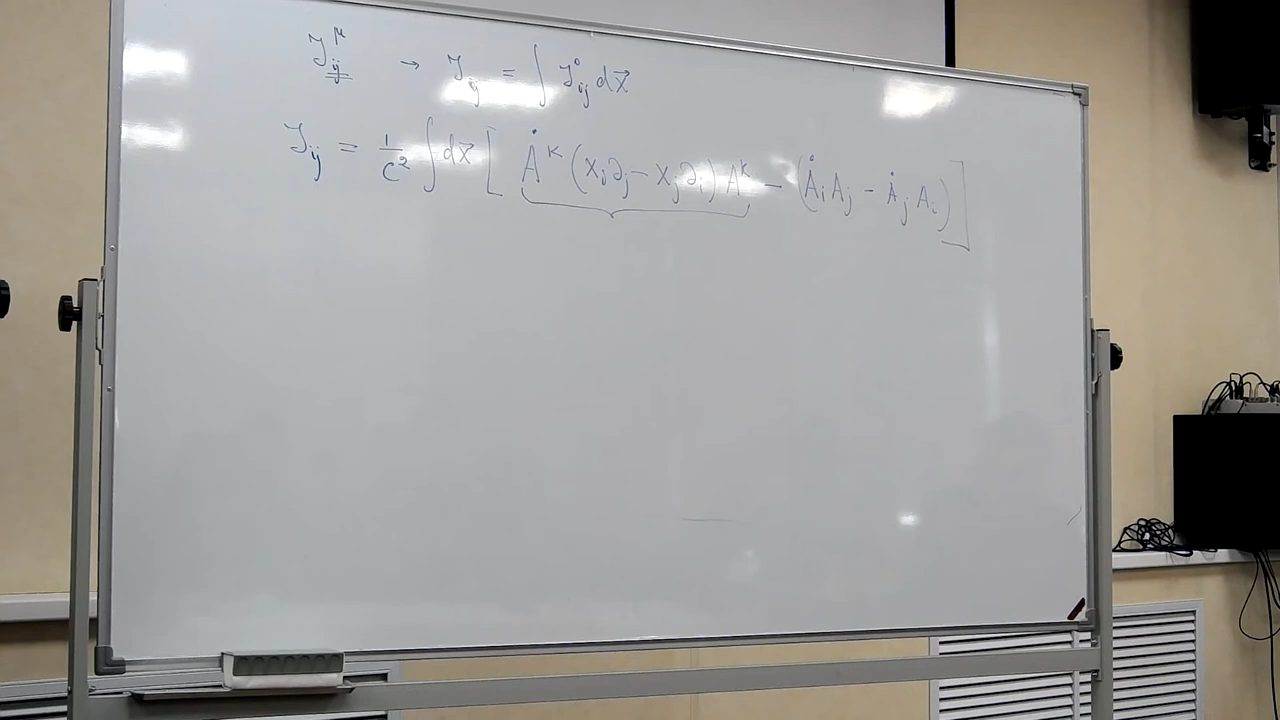 J^μ_ij → J_ij = ∫ J^0_ij dx⃗
J_ij = 1/c² ∫ dx⃗ [ Ȧ^k (x_i ∂_j − x_j ∂_i) A^k − (Ȧ_i A_j − Ȧ_j A_i) ]